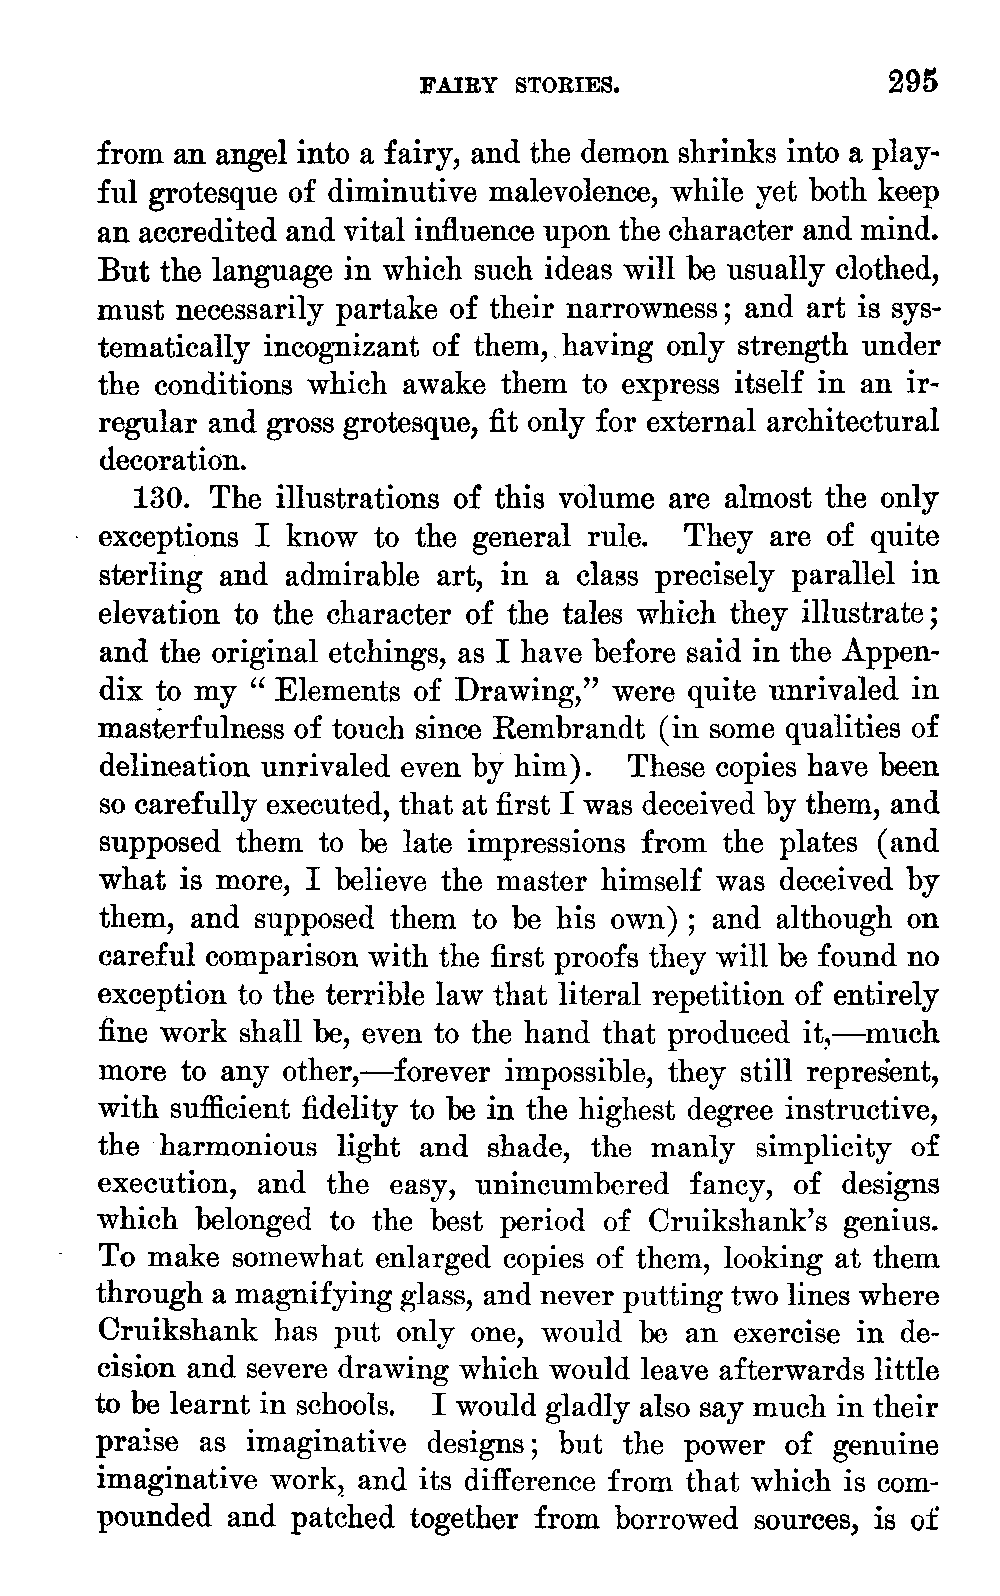 FAIRY STORIES. 295
from an angel into a fairy, and the demon shrinks into a play-
ful grotesque of diminutive malevolence, while yet both keep
an accredited and vital influence upon the character and mind.
But the language in which such ideas will be usually clothed,
must necessarily partake of their narrowness; and art is sys-
tematically incognizant of them, having only strength under
the conditions which awake them to express itself in an ir-
regular and gross grotesque, fit only for external architectural
decoration.
130. The illustrations of this volume are almost the only
exceptions I know to the general rule. They are of quite
sterling and admirable art, in a class precisely parallel in
elevation to the character of the tales which they illustrate;
and the original etchings, as I have before said in the Appen-
dix to my “Elements of Drawing,” were quite unrivaled in
masterfulness of touch since Rembrandt (in some qualities of
delineation unrivaled even by him). These copies have been
so carefully executed, that at first I was deceived by them, and
supposed them to be late impressions from the plates (and
what is more, I believe the master himself was deceived by
them, and supposed them to be his own); and although on
careful comparison with the first proofs they will be found no
exception to the terrible law that literal repetition of entirely
fine work shall be, even to the hand that produced it,—much
more to any other,—forever impossible, they still represent,
with sufficient fidelity to be in the highest degree instructive,
the harmonious light and shade, the manly simplicity of
execution, and the easy, unincumbered fancy, of designs
which belonged to the best period of Cruikshank’s genius.
To make somewhat enlarged copies of them, looking at them
through a magnifying glass, and never putting two lines where
Cruikshank has put only one, would be an exercise in de-
cision and severe drawing which would leave afterwards little
to be learnt in schools. I would gladly also say much in their
praise as imaginative designs; but the power of genuine
imaginative work, and its difference from that which is com-
pounded and patched together from borrowed sources, is of